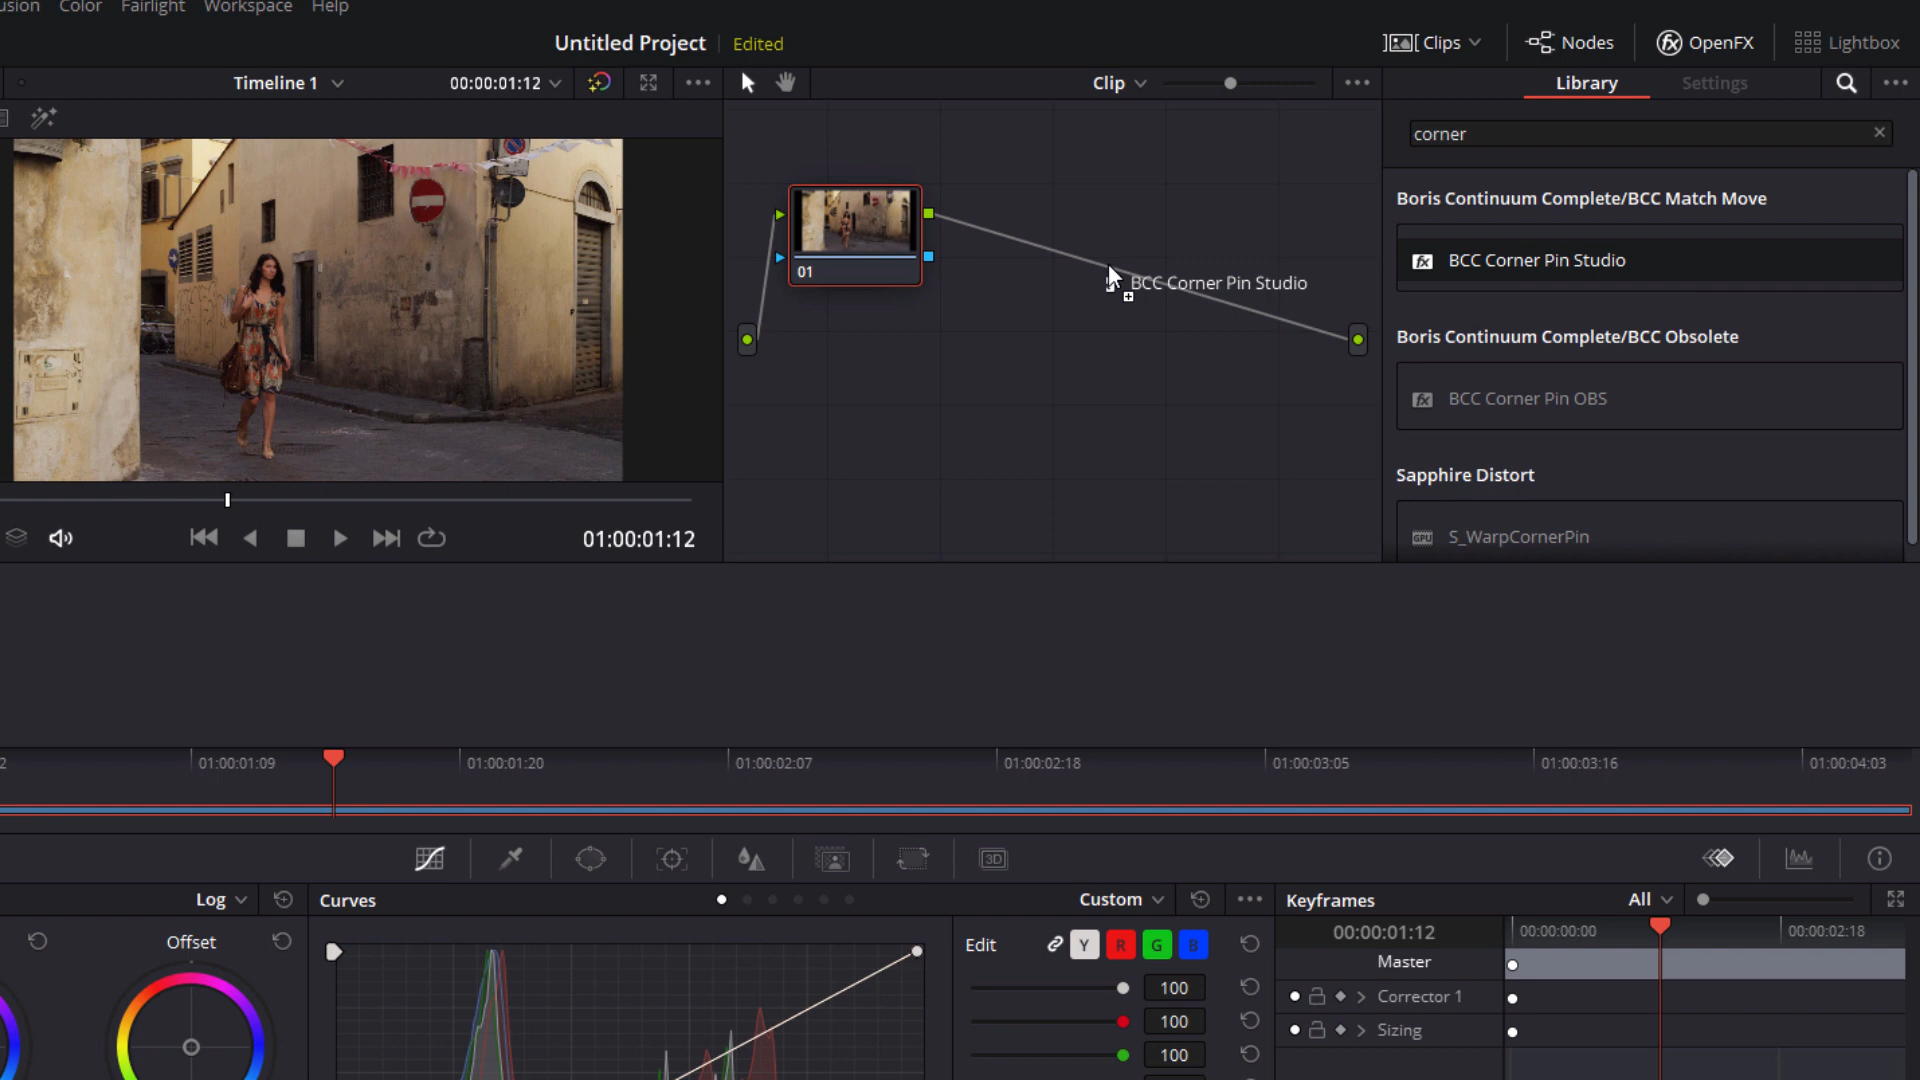 usion Color Fairlight Workspace Help
Untitled Project Edited
Clips Nodes OpenFX Lightbox
Timeline 1 00:00:01:12 Clip Library Settings
corner
Boris Continuum Complete/BCC Match Move
BCC Corner Pin Studio
01
BCC Corner Pin Studio
Boris Continuum Complete/BCC Obsolete
BCC Corner Pin OBS
Sapphire Distort
GPU S_WarpCornerPin
01:00:01:12
2 01:00:01:09 01:00:01:20 01:00:02:07 01:00:02:18 01:00:03:05 01:00:03:16 01:00:04:03
3D
Log Curves Custom Keyframes All
Offset Edit Y R G B 00:00:01:12 00:00:00:00 00:00:02:18
Master
100 Corrector 1
100 Sizing
100